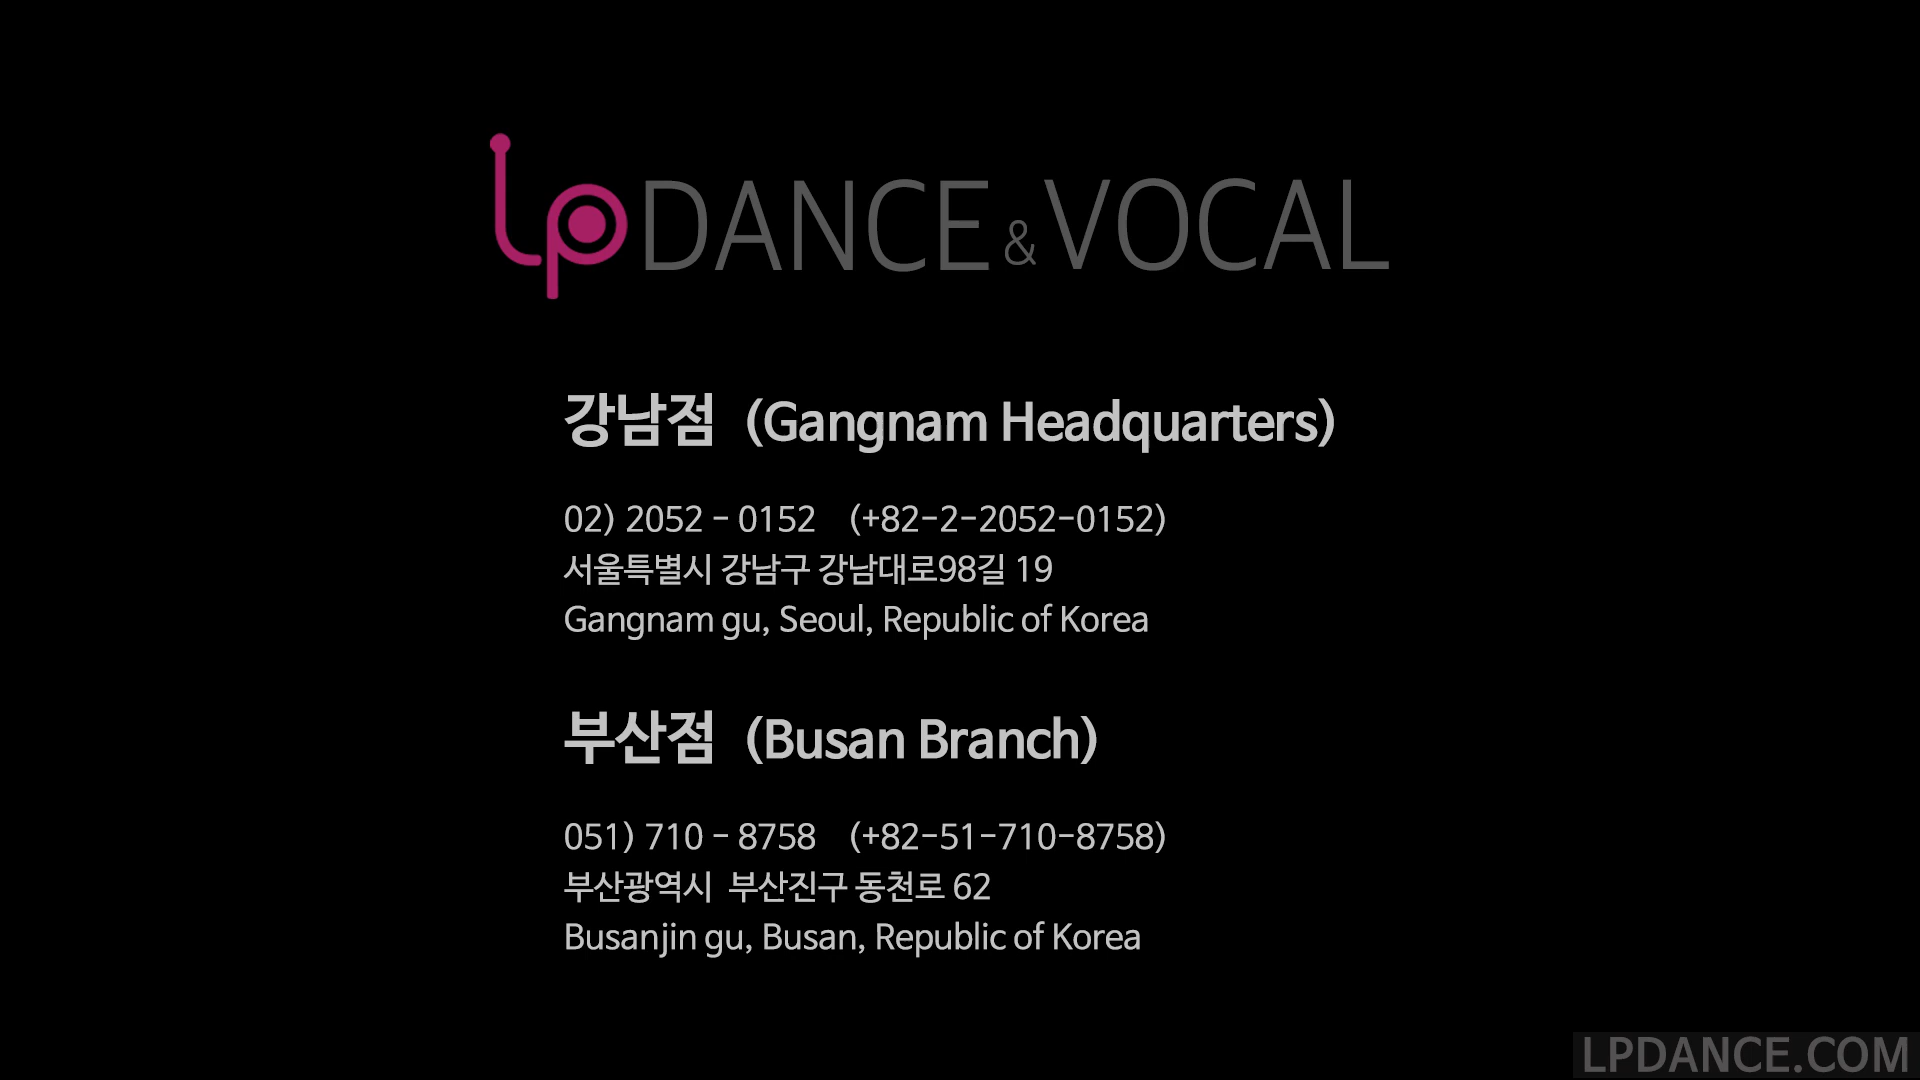 Lp DANCE & VOCAL
강남점 (Gangnam Headquarters)
02) 2052 - 0152 (+82-2-2052-0152)
서울특별시 강남구 강남대로98길 19
Gangnam gu, Seoul, Republic of Korea
부산점 (Busan Branch)
051) 710 - 8758 (+82-51-710-8758)
부산광역시 부산진구 동천로 62
Busanjin gu, Busan, Republic of Korea
LPDANCE.COM